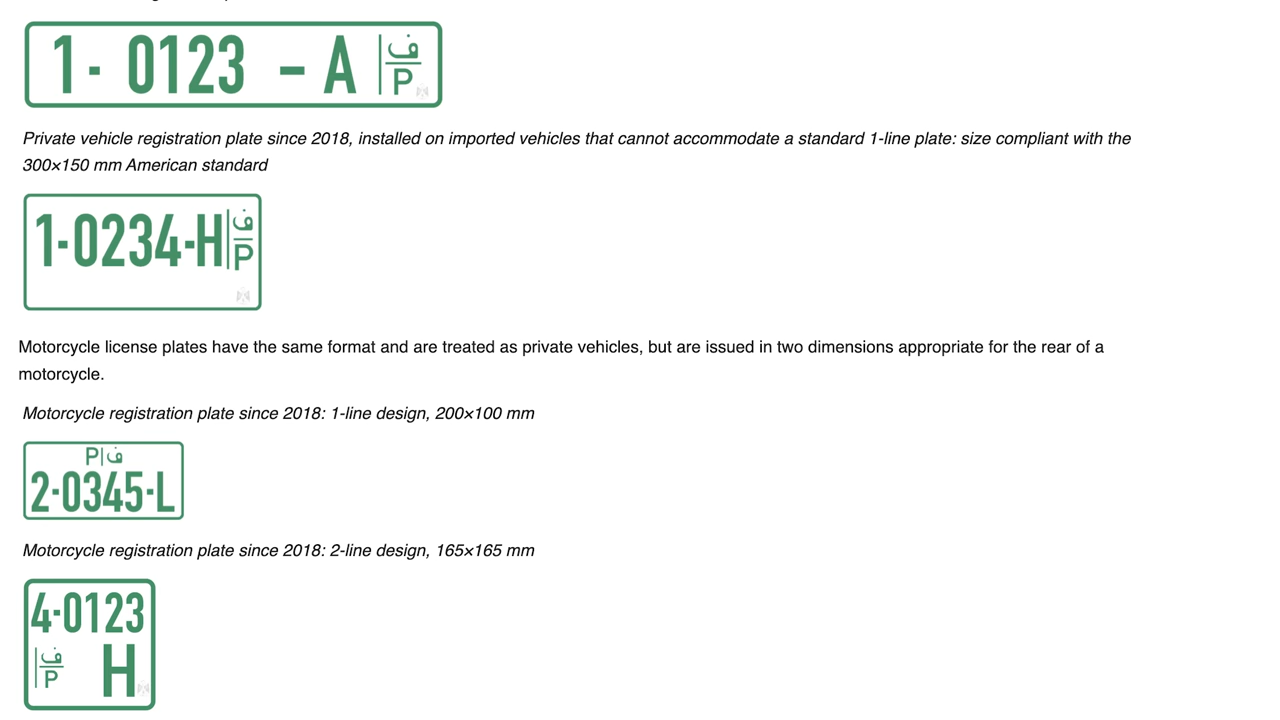 1- 0123 - A ف P
Private vehicle registration plate since 2018, installed on imported vehicles that cannot accommodate a standard 1-line plate: size compliant with the
300×150 mm American standard
1-0234-H ف P
Motorcycle license plates have the same format and are treated as private vehicles, but are issued in two dimensions appropriate for the rear of a
motorcycle.
Motorcycle registration plate since 2018: 1-line design, 200×100 mm
P|ف
2-0345-L
Motorcycle registration plate since 2018: 2-line design, 165×165 mm
4-0123
ف P H